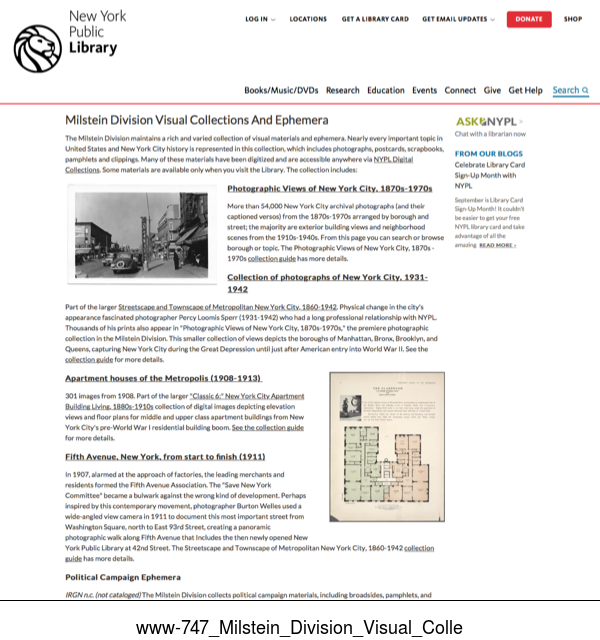 New York
Public
Library
LOG IN
LOCATIONS
GET A LIBRARY CARD
GET EMAIL UPDATES
DONATE
SHOP
Books/Music/DVDs Research Education Events Connect Give Get Help Search
Milstein Division Visual Collections And Ephemera
The Milstein Division maintains a rich and varied collection of visual materials and ephemera. Nearly every important topic in
United States and New York City history is represented in this collection, which includes photographs, postcards, scrapbooks,
pamphlets and clippings. Many of these materials have been digitized and are accessible anywhere via NYPL Digital
Collections. Some materials are available only when you visit the Library. The collection includes:
Photographic Views of New York City, 1870s-1970s
More than 54,000 New York City archival photographs (and their
captioned versos) from the 1870s-1970s arranged by borough and
street; the majority are exterior building views and neighborhood
scenes from the 1910s-1940s. From this page you can search or browse
borough or topic. The Photographic Views of New York City, 1870s -
1970s collection guide has more details.
Collection of photographs of New York City, 1931-
1942
Part of the larger Streetscape and Townscape of Metropolitan New York City, 1860-1942. Physical change in the city's
appearance fascinated photographer Percy Loomis Sperr (1931-1942) who had a long professional relationship with NYPL.
Thousands of his prints also appear in "Photographic Views of New York City, 1870s-1970s," the premiere photographic
collection in the Milstein Division. This smaller collection of views depicts the boroughs of Manhattan, Bronx, Brooklyn, and
Queens, capturing New York City during the Great Depression until just after American entry into World War II. See the
collection guide for more details.
Apartment houses of the Metropolis (1908-1913)
301 images from 1908. Part of the larger "Classic 6:" New York City Apartment
Building Living, 1880s-1910s collection of digital images depicting elevation
views and floor plans for middle and upper class apartment buildings from New
York City's pre-World War I residential building boom. See the collection guide
for more details.
Fifth Avenue, New York, from start to finish (1911)
In 1907, alarmed at the approach of factories, the leading merchants and
residents formed the Fifth Avenue Association. The "Save New York
Committee" became a bulwark against the wrong kind of development. Perhaps
inspired by this contemporary movement, photographer Burton Welles used a
wide-angled view camera in 1911 to document this most important street from
Washington Square, north to East 93rd Street, creating a panoramic
photographic walk along Fifth Avenue that Includes the then newly opened New
York Public Library at 42nd Street. The Streetscape and Townscape of Metropolitan New York City, 1860-1942 collection
guide has more details.
Political Campaign Ephemera
IRGN n.c. (not cataloged) The Milstein Division collects political campaign materials, including broadsides, pamphlets, and
ASK NYPL
Chat with a librarian now
FROM OUR BLOGS
Celebrate Library Card
Sign-Up Month with
NYPL
September is Library Card
Sign-Up Month! It couldn't
be easier to get your free
NYPL library card and take
advantage of all the
amazing READ MORE ›
www-747_Milstein_Division_Visual_Colle